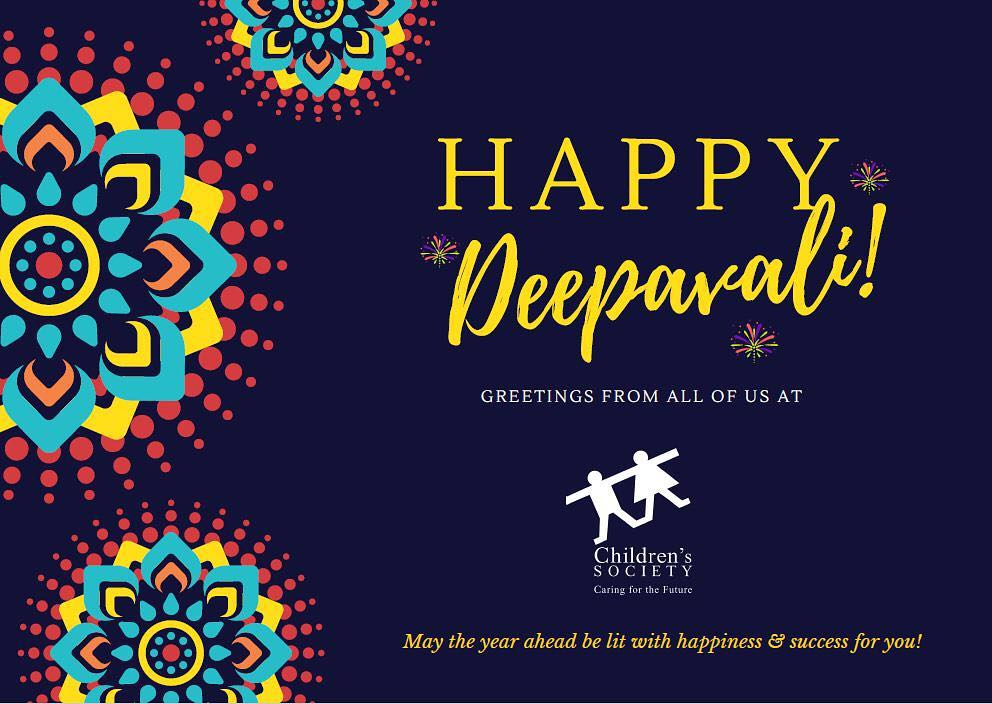 HAPPY
Deepavali!
GREETINGS FROM ALL OF US AT
Children's
SOCIETY
Caring for the Future
May the year ahead be lit with happiness & success for you!